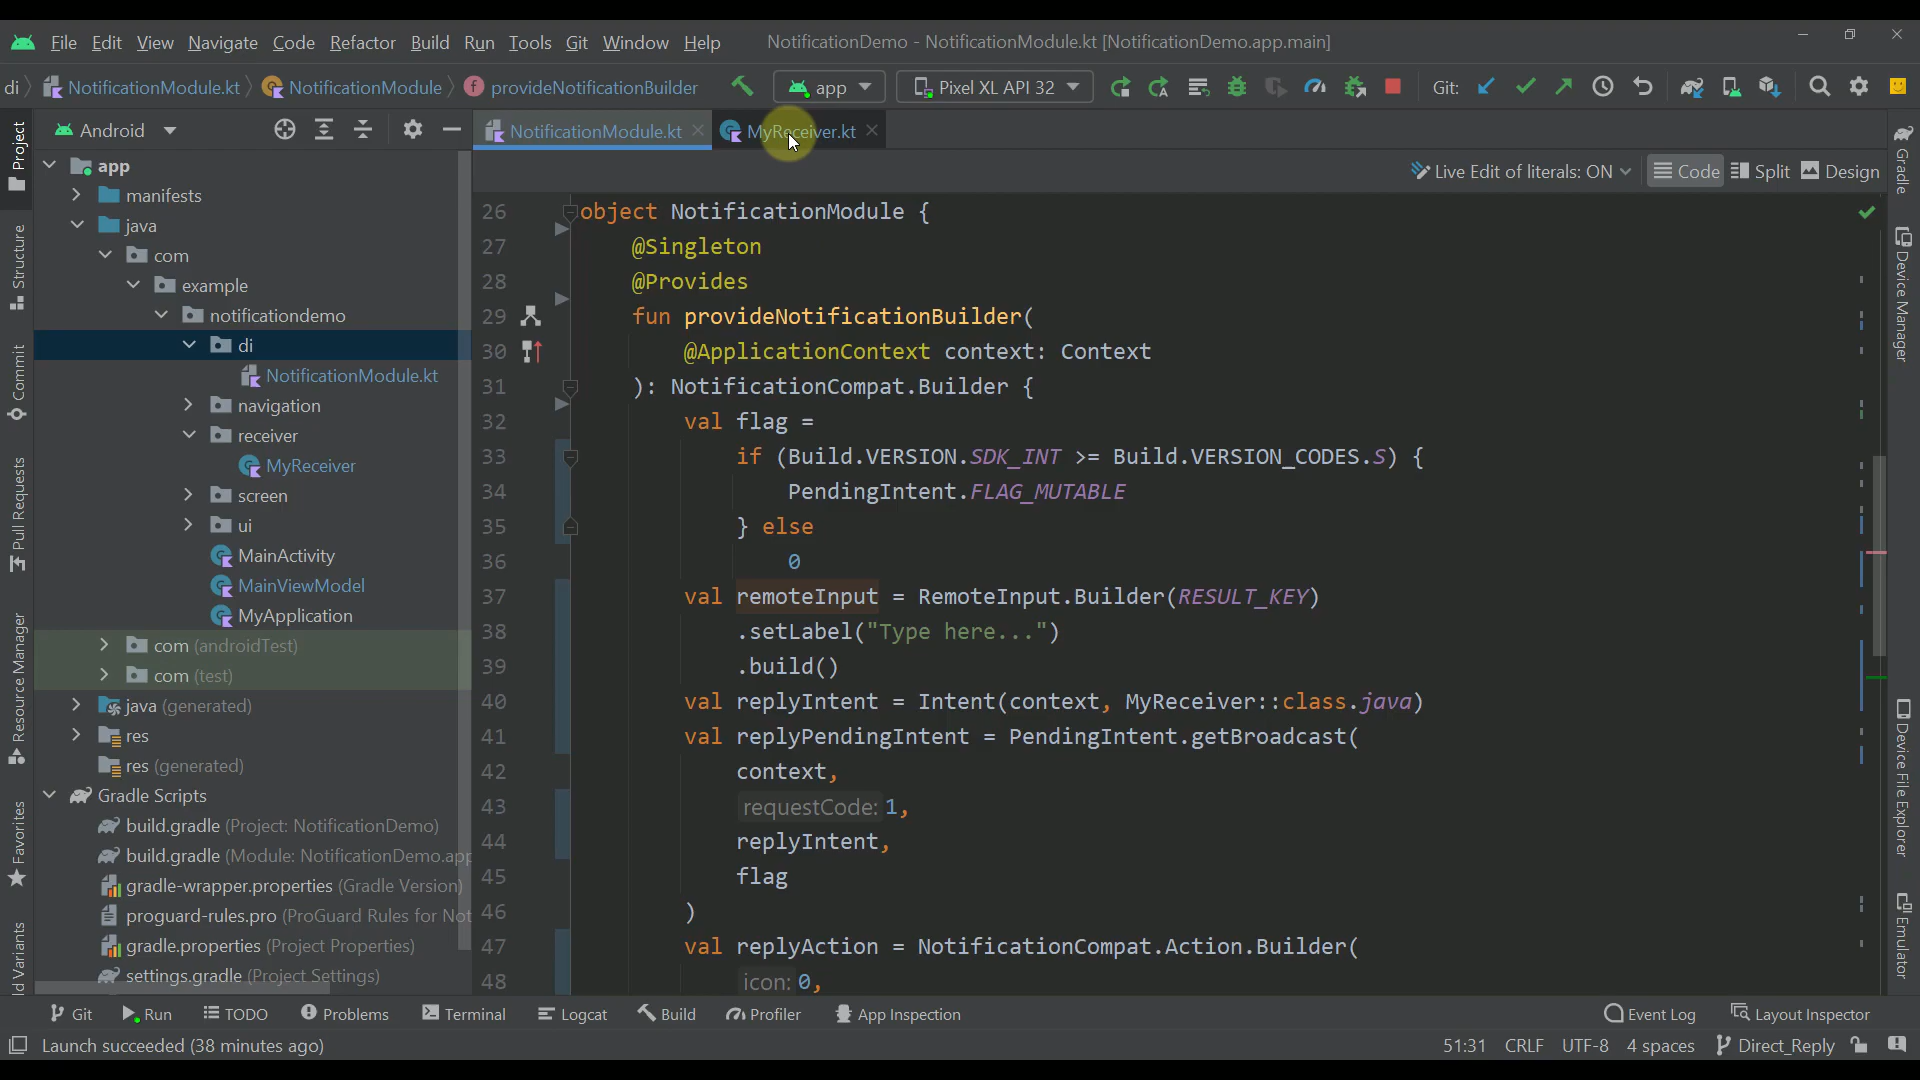 File Edit View Navigate Code Refactor Build Run Tools Git Window Help NotificationDemo - NotificationModule.kt [NotificationDemo.app.main]
di NotificationModule.kt NotificationModule provideNotificationBuilder app Pixel XL API 32 Git:
Android NotificationModule.kt MyReceiver.kt
Live Edit of literals: ON Code Split Design
Project
Structure
Commit
Pull Requests
Resource Manager
Favorites
ld Variants
app
manifests
java
com
example
notificationdemo
di
NotificationModule.kt
navigation
receiver
MyReceiver
screen
ui
MainActivity
MainViewModel
MyApplication
com (androidTest)
com (test)
java (generated)
res
res (generated)
Gradle Scripts
build.gradle (Project: NotificationDemo)
build.gradle (Module: NotificationDemo.app
gradle-wrapper.properties (Gradle Version)
proguard-rules.pro (ProGuard Rules for Not
gradle.properties (Project Properties)
settings.gradle (Project Settings)
26 object NotificationModule {
27 @Singleton
28 @Provides
29 fun provideNotificationBuilder(
30 @ApplicationContext context: Context
31 ): NotificationCompat.Builder {
32 val flag =
33 if (Build.VERSION.SDK_INT >= Build.VERSION_CODES.S) {
34 PendingIntent.FLAG_MUTABLE
35 } else
36 0
37 val remoteInput = RemoteInput.Builder(RESULT_KEY)
38 .setLabel("Type here...")
39 .build()
40 val replyIntent = Intent(context, MyReceiver::class.java)
41 val replyPendingIntent = PendingIntent.getBroadcast(
42 context,
43 requestCode: 1,
44 replyIntent,
45 flag
46 )
47 val replyAction = NotificationCompat.Action.Builder(
48 icon: 0,
Gradle
Device Manager
Device File Explorer
Emulator
Git Run TODO Problems Terminal Logcat Build Profiler App Inspection Event Log Layout Inspector
Launch succeeded (38 minutes ago) 51:31 CRLF UTF-8 4 spaces Direct_Reply